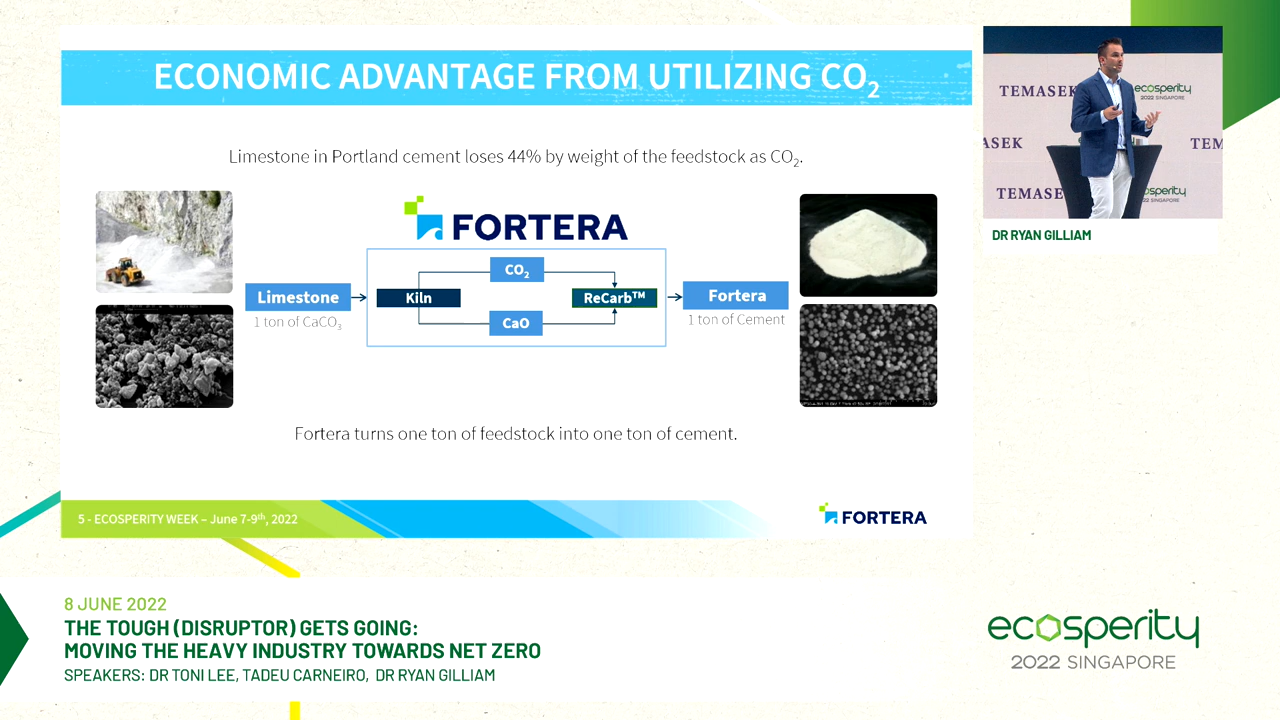 ECONOMIC ADVANTAGE FROM UTILIZING CO₂
Limestone in Portland cement loses 44% by weight of the feedstock as CO₂.
FORTERA
CO₂
Limestone
Kiln
ReCarb™
Fortera
1 ton of CaCO₃
CaO
1 ton of Cement
Fortera turns one ton of feedstock into one ton of cement.
5 - ECOSPERITY WEEK – June 7-9th, 2022
FORTERA
TEMASEK
ecosperity
2022 SINGAPORE
ASEK
TEM
TEMASEK
osperity
SINGAPORE
DR RYAN GILLIAM
8 JUNE 2022
THE TOUGH (DISRUPTOR) GETS GOING:
MOVING THE HEAVY INDUSTRY TOWARDS NET ZERO
SPEAKERS: DR TONI LEE, TADEU CARNEIRO, DR RYAN GILLIAM
ecosperity
2022 SINGAPORE